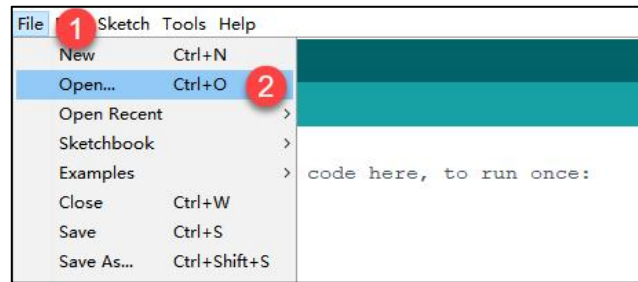 File Sketch Tools Help
1
New Ctrl+N
Open... Ctrl+O 2
Open Recent >
Sketchbook >
Examples > code here, to run once:
Close Ctrl+W
Save Ctrl+S
Save As... Ctrl+Shift+S